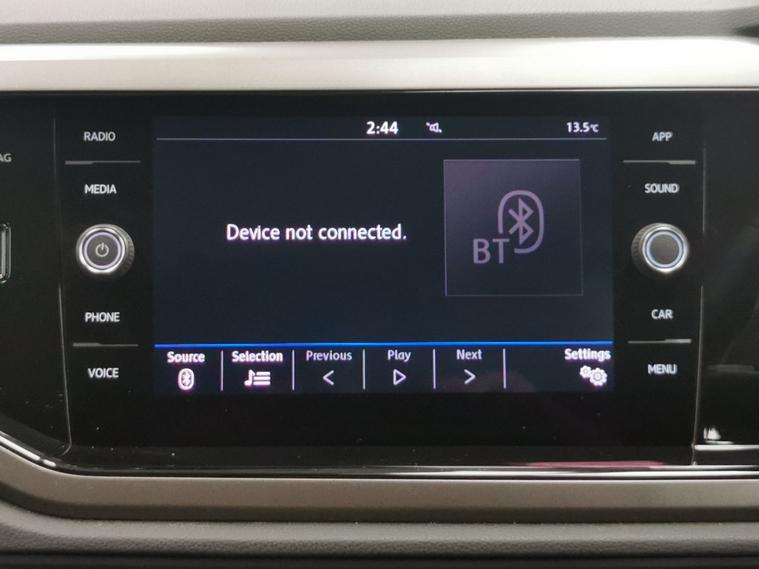 2:44 13.5°C
RADIO
MEDIA
PHONE
VOICE
Device not connected.
BT
APP
SOUND
CAR
MENU
Source Selection Previous Play Next Settings
AG